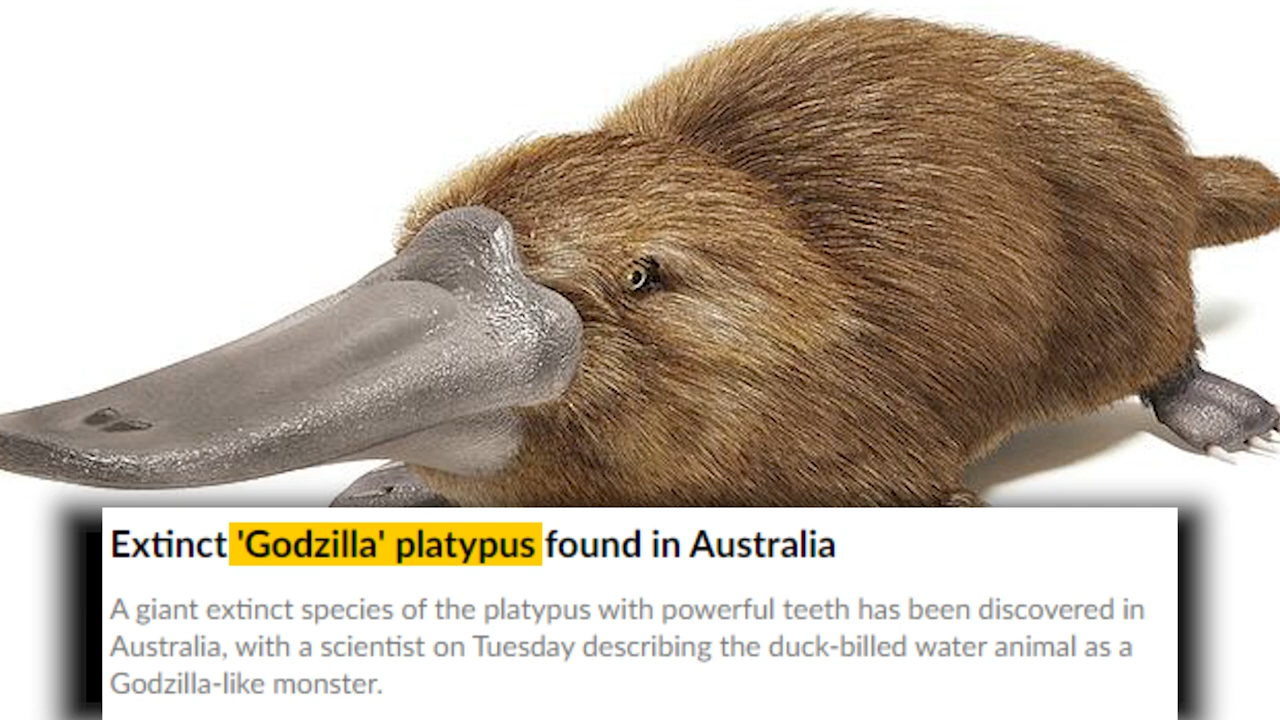 Extinct 'Godzilla' platypus found in Australia
A giant extinct species of the platypus with powerful teeth has been discovered in
Australia, with a scientist on Tuesday describing the duck-billed water animal as a
Godzilla-like monster.